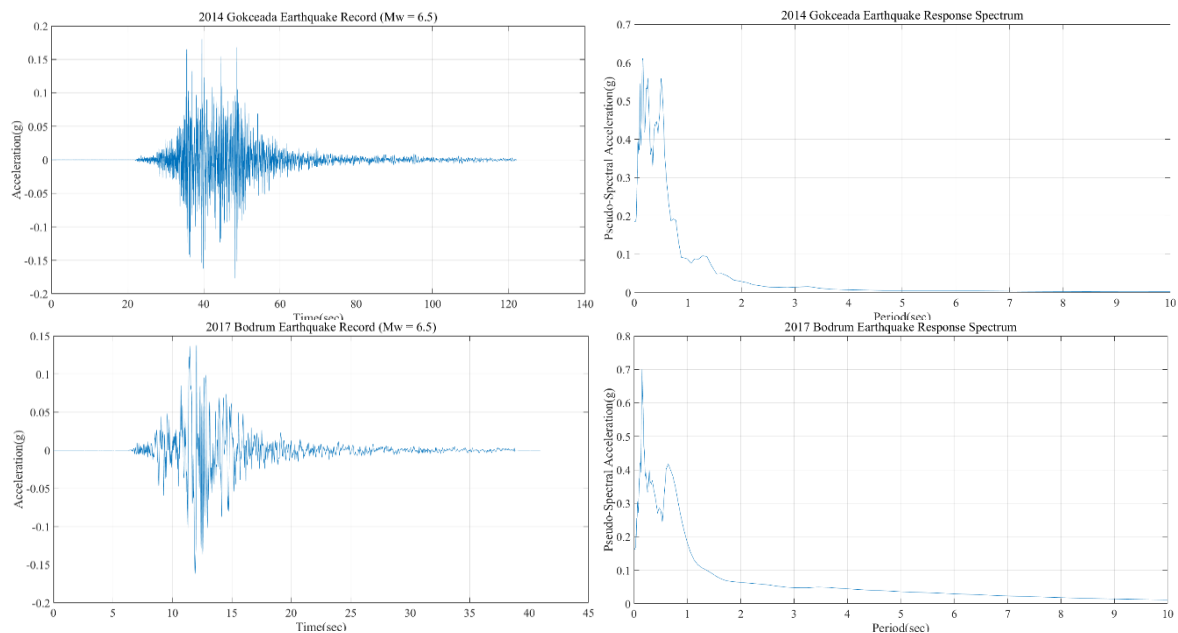 2014 Gokceada Earthquake Record (Mw = 6.5)
0.2
0.15
0.1
0.05
0
-0.05
-0.1
-0.15
-0.2
Acceleration(g)
0 20 40 60 80 100 120 140
Time(sec)
2014 Gokceada Earthquake Response Spectrum
0.7
0.6
0.5
0.4
0.3
0.2
0.1
0
Pseudo-Spectral Acceleration(g)
0 1 2 3 4 5 6 7 8 9 10
Period(sec)
2017 Bodrum Earthquake Record (Mw = 6.5)
0.15
0.1
0.05
0
-0.05
-0.1
-0.15
-0.2
Acceleration(g)
0 5 10 15 20 25 30 35 40 45
Time(sec)
2017 Bodrum Earthquake Response Spectrum
0.8
0.7
0.6
0.5
0.4
0.3
0.2
0.1
0
Pseudo-Spectral Acceleration(g)
0 1 2 3 4 5 6 7 8 9 10
Period(sec)